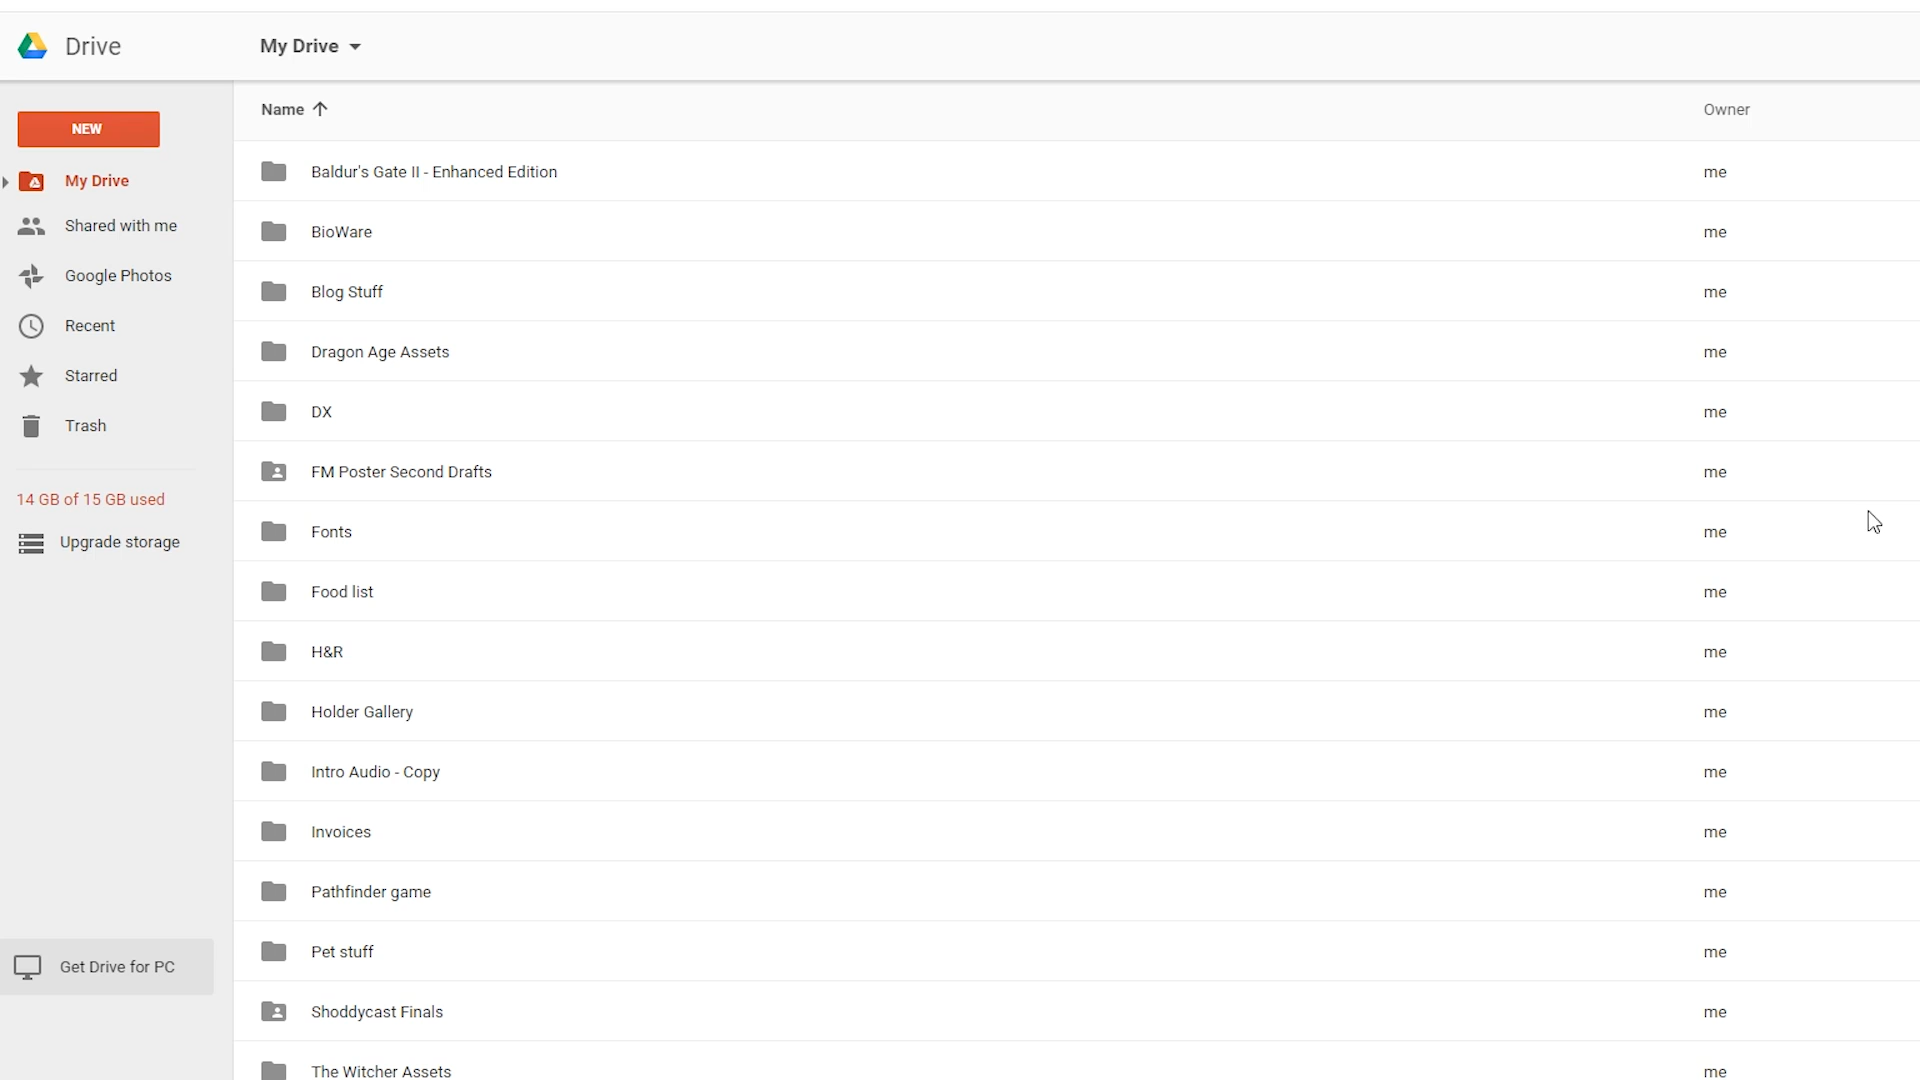 Drive
My Drive
Name
Owner
NEW
My Drive
Shared with me
Google Photos
Recent
Starred
Trash
14 GB of 15 GB used
Upgrade storage
Get Drive for PC
Baldur's Gate II - Enhanced Edition me
BioWare me
Blog Stuff me
Dragon Age Assets me
DX me
FM Poster Second Drafts me
Fonts me
Food list me
H&R me
Holder Gallery me
Intro Audio - Copy me
Invoices me
Pathfinder game me
Pet stuff me
Shoddycast Finals me
The Witcher Assets me